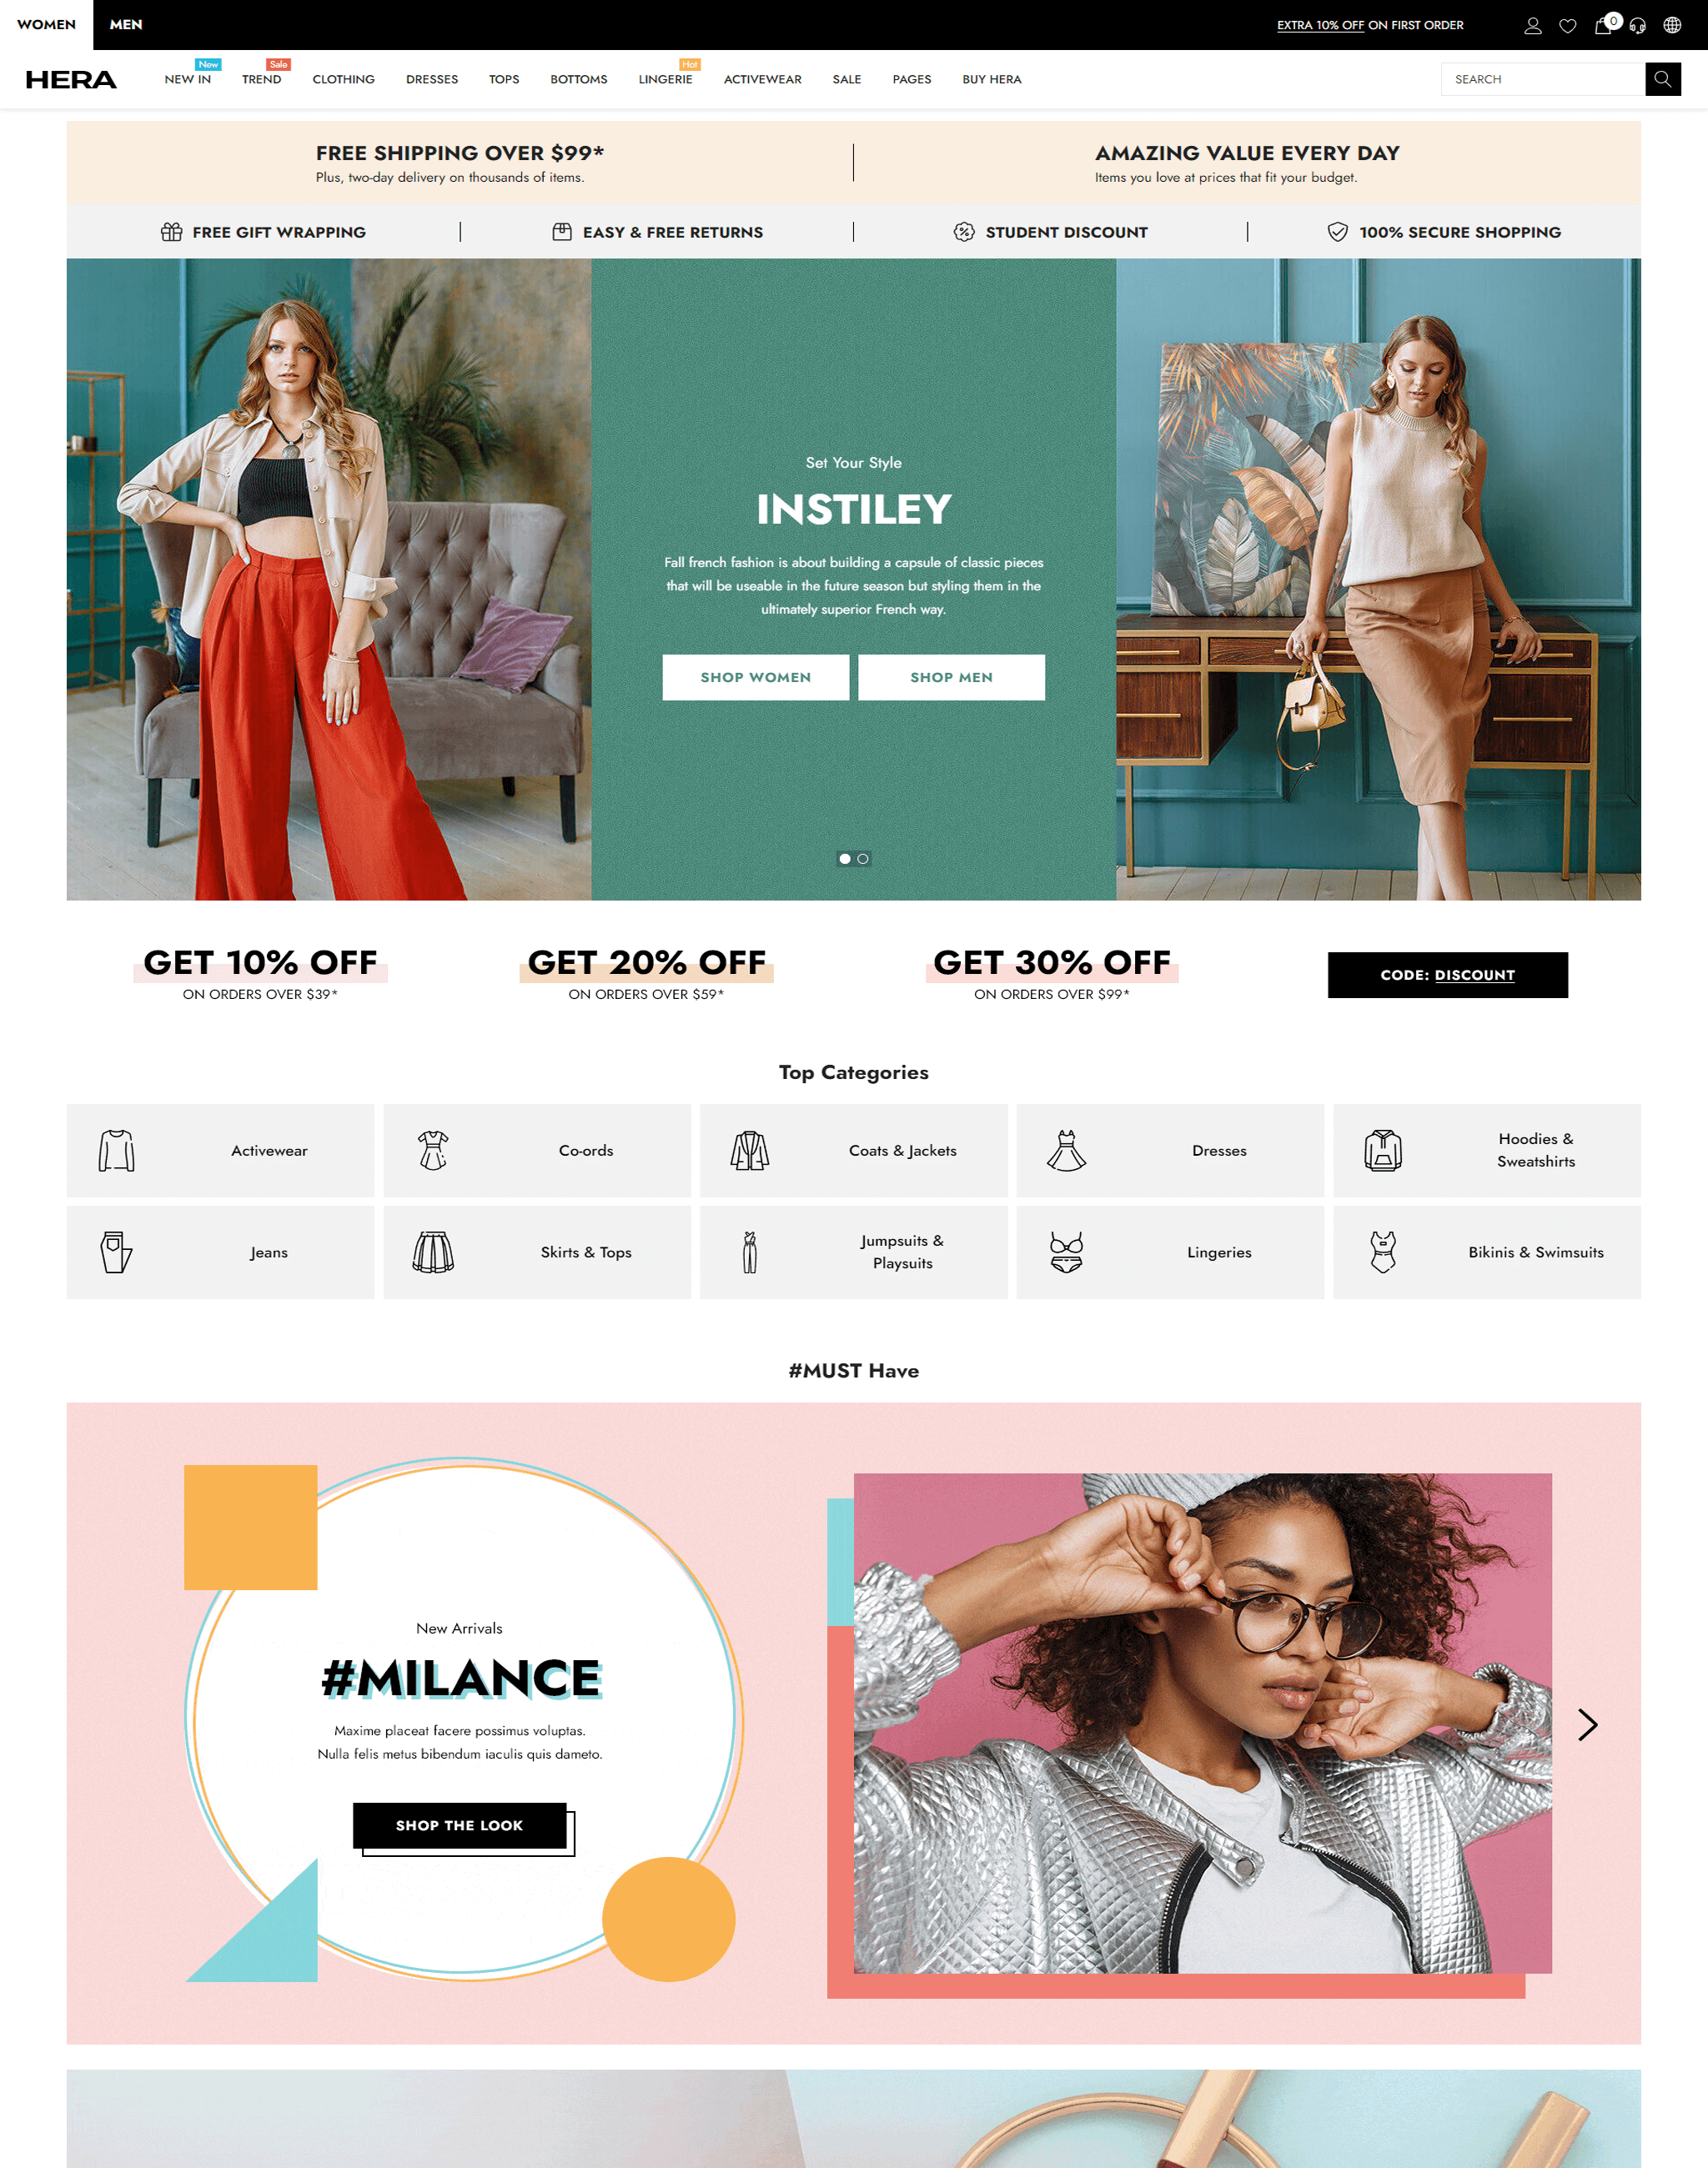 WOMEN
MEN
EXTRA 10% OFF ON FIRST ORDER
0
HERA
New
NEW IN
Sale
TREND
CLOTHING
DRESSES
TOPS
BOTTOMS
Hot
LINGERIE
ACTIVEWEAR
SALE
PAGES
BUY HERA
SEARCH
FREE SHIPPING OVER $99*
Plus, two-day delivery on thousands of items.
AMAZING VALUE EVERY DAY
Items you love at prices that fit your budget.
FREE GIFT WRAPPING
EASY & FREE RETURNS
STUDENT DISCOUNT
100% SECURE SHOPPING
Set Your Style
INSTILEY
Fall french fashion is about building a capsule of classic pieces
that will be useable in the future season but styling them in the
ultimately superior French way.
SHOP WOMEN
SHOP MEN
GET 10% OFF
ON ORDERS OVER $39*
GET 20% OFF
ON ORDERS OVER $59*
GET 30% OFF
ON ORDERS OVER $99*
CODE: DISCOUNT
Top Categories
Activewear
Co-ords
Coats & Jackets
Dresses
Hoodies &
Sweatshirts
Jeans
Skirts & Tops
Jumpsuits &
Playsuits
Lingeries
Bikinis & Swimsuits
#MUST Have
New Arrivals
#MILANCE
Maxime placeat facere possimus voluptas.
Nulla felis metus bibendum iaculis quis dameto.
SHOP THE LOOK